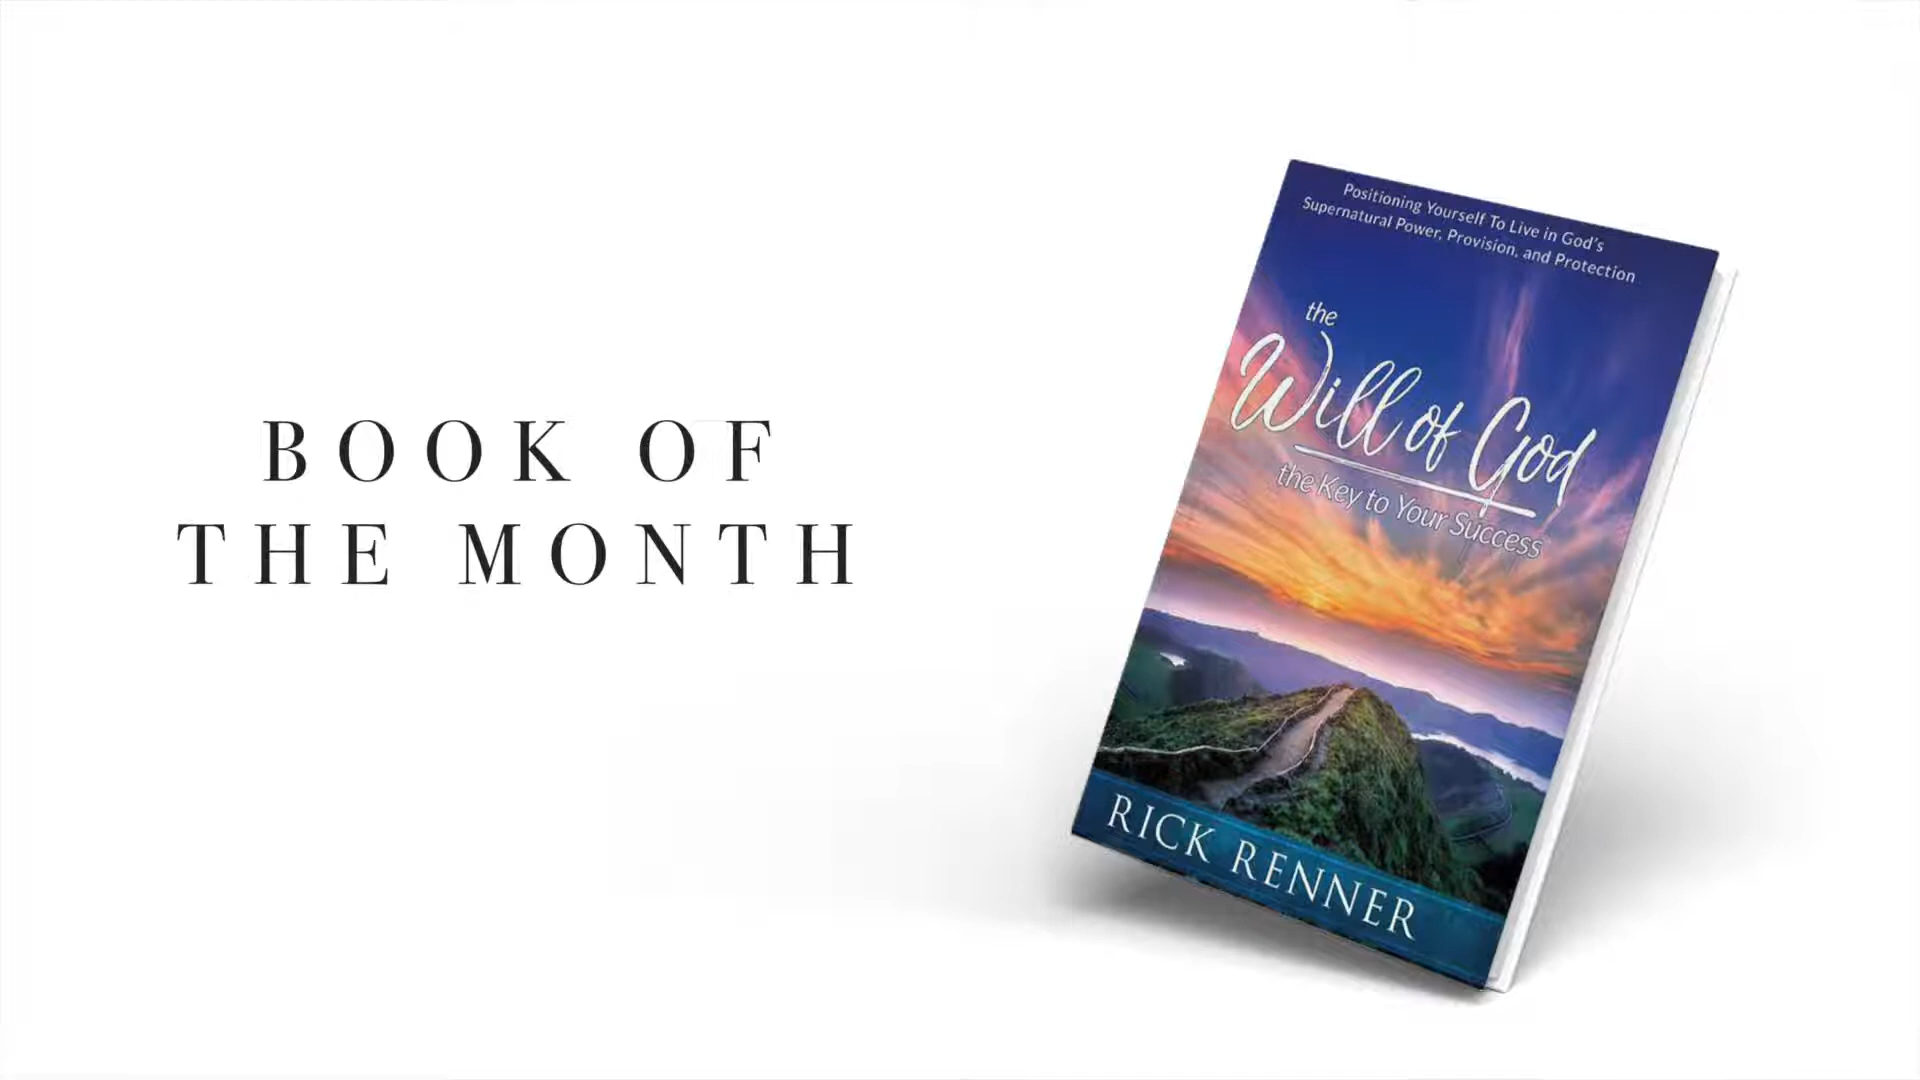 BOOK OF
THE MONTH
Positioning Yourself To Live in God's
Supernatural Power, Provision, and Protection
the
Will of God
the Key to Your Success
RICK RENNER